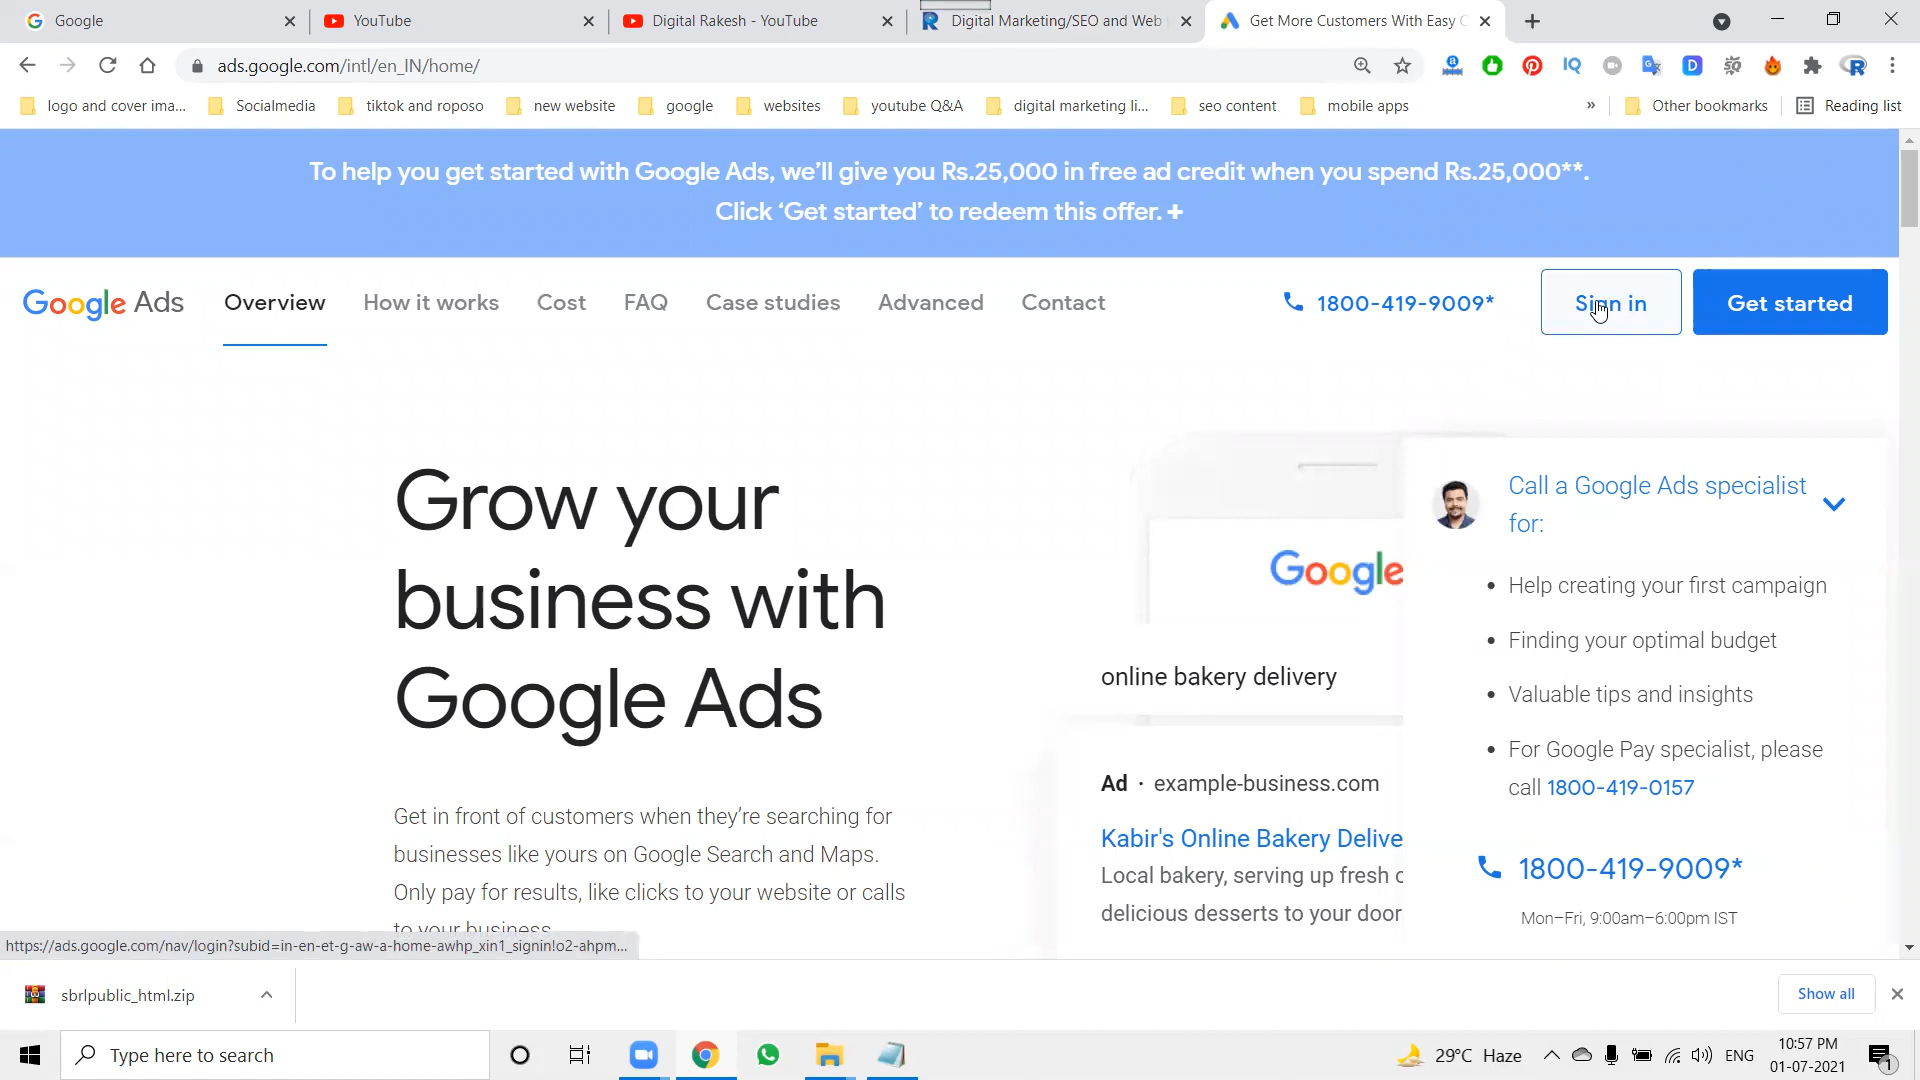 Google
YouTube
Digital Rakesh - YouTube
Digital Marketing/SEO and Web
Get More Customers With Easy
ads.google.com/intl/en_IN/home/
logo and cover ima...
Socialmedia
tiktok and roposo
new website
google
websites
youtube Q&A
digital marketing li...
seo content
mobile apps
»
Other bookmarks
Reading list
To help you get started with Google Ads, we'll give you Rs.25,000 in free ad credit when you spend Rs.25,000**.
Click ‘Get started’ to redeem this offer. +
Google Ads
Overview
How it works
Cost
FAQ
Case studies
Advanced
Contact
1800-419-9009*
Sign in
Get started
Grow your
business with
Google Ads
Get in front of customers when they’re searching for
businesses like yours on Google Search and Maps.
Only pay for results, like clicks to your website or calls
to your business.
Google
online bakery delivery
Ad · example-business.com
Kabir's Online Bakery Delive
Local bakery, serving up fresh
delicious desserts to your door
Call a Google Ads specialist
for:
• Help creating your first campaign
• Finding your optimal budget
• Valuable tips and insights
• For Google Pay specialist, please
call 1800-419-0157
1800-419-9009*
Mon–Fri, 9:00am–6:00pm IST
https://ads.google.com/nav/login?subid=in-en-et-g-aw-a-home-awhp_xin1_signin!o2-ahpm...
sbrlpublic_html.zip
Show all
Type here to search
29°C Haze
ENG
10:57 PM
01-07-2021
1